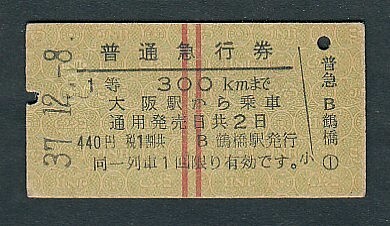 37.12.-8.
普通急行券
1等 300kmまで
大阪駅から乗車
通用発売日共2日
440円 税1割共 B 鶴橋駅発行
同一列車1回限り有効です。
小
普急 B 鶴橋 ①